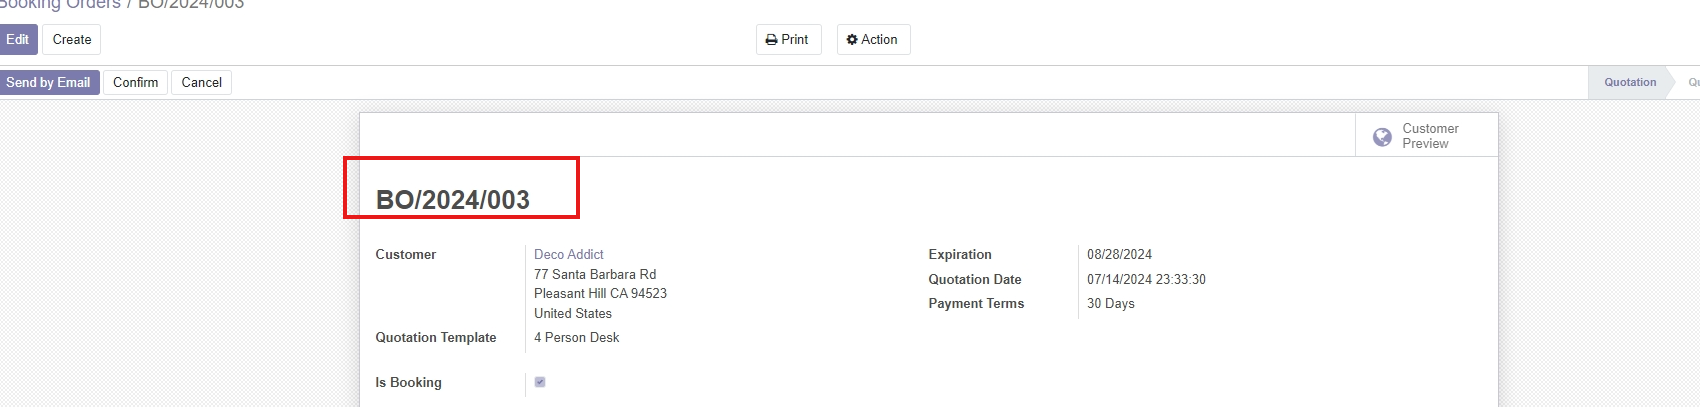 Booking Orders / BO/2024/003
Edit Create Print Action
Send by Email Confirm Cancel Quotation
Customer
Preview
BO/2024/003
Customer Deco Addict Expiration 08/28/2024
77 Santa Barbara Rd Quotation Date 07/14/2024 23:33:30
Pleasant Hill CA 94523 Payment Terms 30 Days
United States
Quotation Template 4 Person Desk
Is Booking